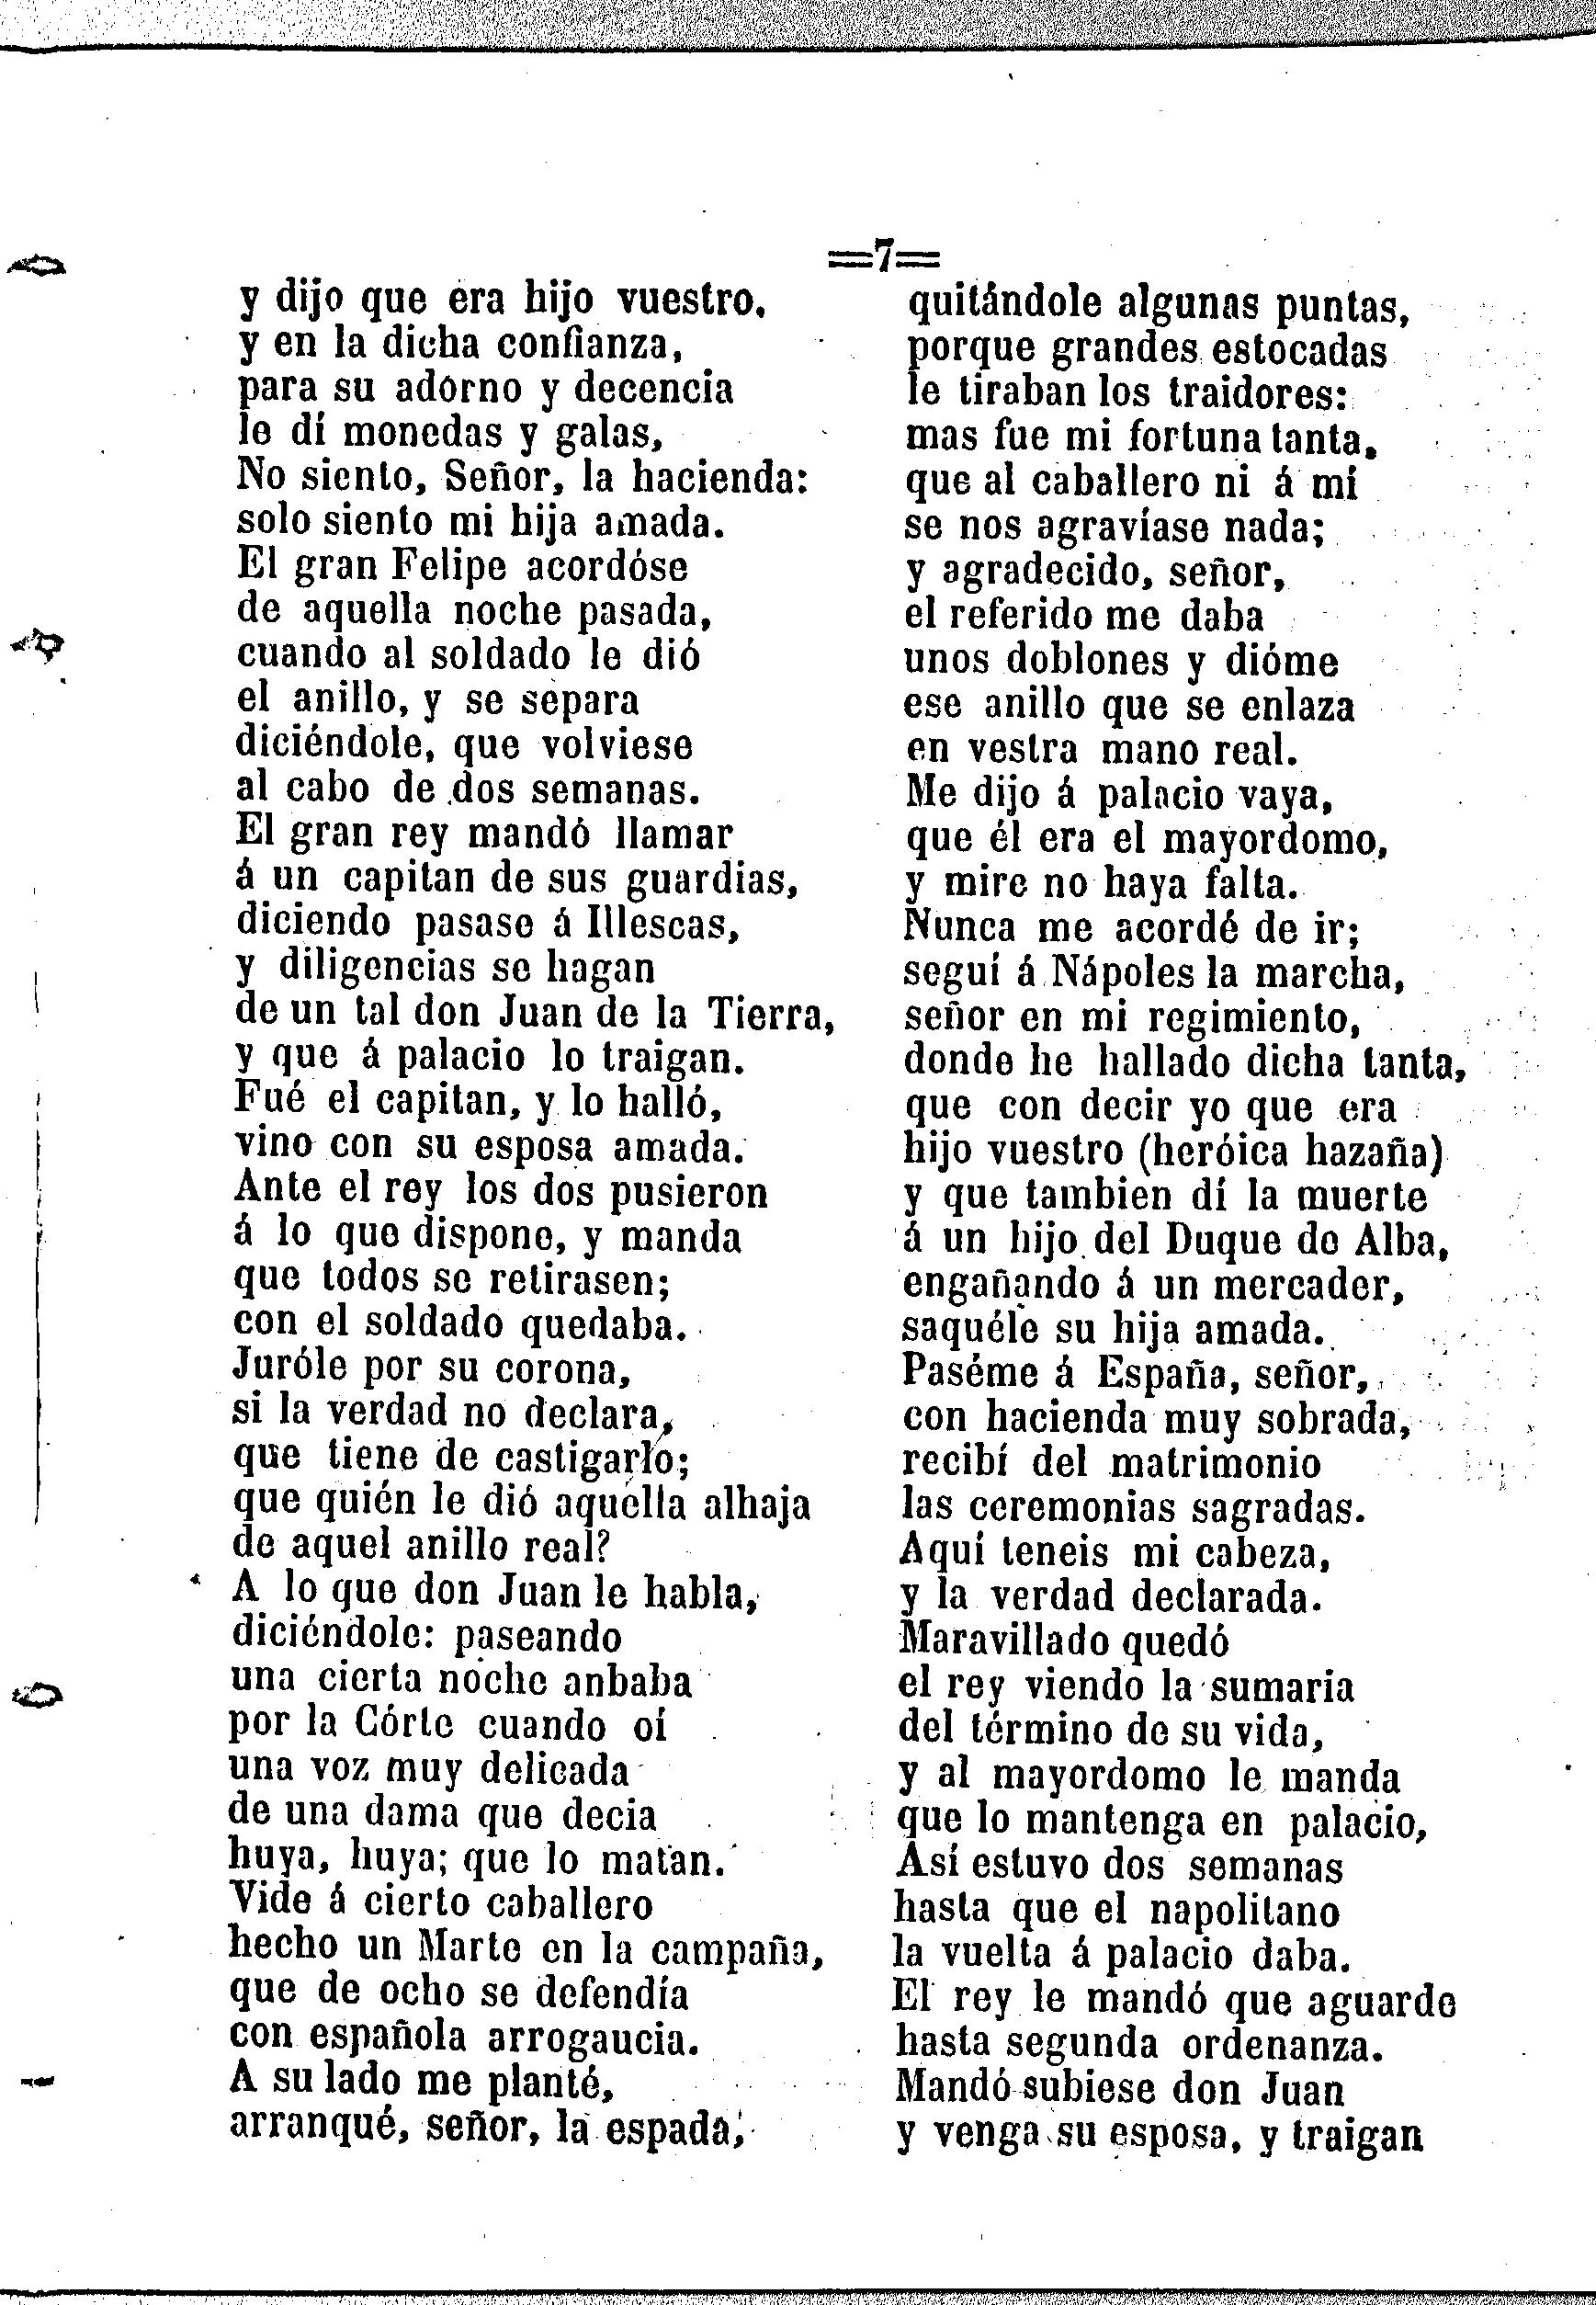 =7=
y dijo que era hijo vuestro.
y en la dicha confianza,
para su adorno y decencia
le dí monedas y galas,
No siento, Señor, la hacienda:
solo siento mi hija amada.
El gran Felipe acordóse
de aquella noche pasada,
cuando al soldado le dió
el anillo, y se separa
diciéndole, que volviese
al cabo de dos semanas.
El gran rey mandó llamar
á un capitan de sus guardias,
diciendo pasase á Illescas,
y diligencias se hagan
de un tal don Juan de la Tierra,
y que á palacio lo traigan.
Fué el capitan, y lo halló,
vino con su esposa amada.
Ante el rey los dos pusieron
á lo que dispone, y manda
que todos se retirasen;
con el soldado quedaba.
Juróle por su corona,
si la verdad no declara,
que tiene de castigarlo;
que quién le dió aquella alhaja
de aquel anillo real?
A lo que don Juan le habla,
diciéndole: paseando
una cierta noche anbaba
por la Córte cuando oí
una voz muy delicada
de una dama que decia
huya, huya; que lo matan.
Vide á cierto caballero
hecho un Marte en la campaña,
que de ocho se defendía
con española arrogaucia.
A su lado me planté,
arranqué, señor, la espada,
quitándole algunas puntas,
porque grandes estocadas
le tiraban los traidores:
mas fue mi fortuna tanta,
que al caballero ni á mí
se nos agravíase nada;
y agradecido, señor,
el referido me daba
unos doblones y dióme
ese anillo que se enlaza
en vestra mano real.
Me dijo á palacio vaya,
que él era el mayordomo,
y mire no haya falta.
Nunca me acordé de ir;
seguí á Nápoles la marcha,
señor en mi regimiento,
donde he hallado dicha tanta,
que con decir yo que era
hijo vuestro (heróica hazaña)
y que tambien dí la muerte
á un hijo del Duque de Alba,
engañando á un mercader,
saquéle su hija amada.
Paséme á España, señor,
con hacienda muy sobrada,
recibí del matrimonio
las ceremonias sagradas.
Aquí teneis mi cabeza,
y la verdad declarada.
Maravillado quedó
el rey viendo la sumaria
del término de su vida,
y al mayordomo le manda
que lo mantenga en palacio,
Así estuvo dos semanas
hasta que el napolitano
la vuelta á palacio daba.
El rey le mandó que aguarde
hasta segunda ordenanza.
Mandó subiese don Juan
y venga su esposa, y traigan